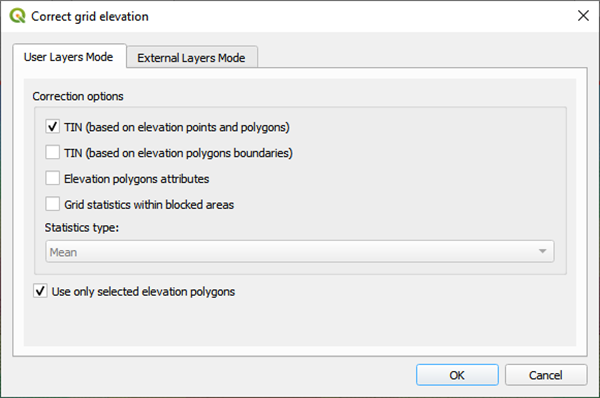 Correct grid elevation
User Layers Mode
External Layers Mode
Correction options
TIN (based on elevation points and polygons)
TIN (based on elevation polygons boundaries)
Elevation polygons attributes
Grid statistics within blocked areas
Statistics type:
Mean
Use only selected elevation polygons
OK
Cancel